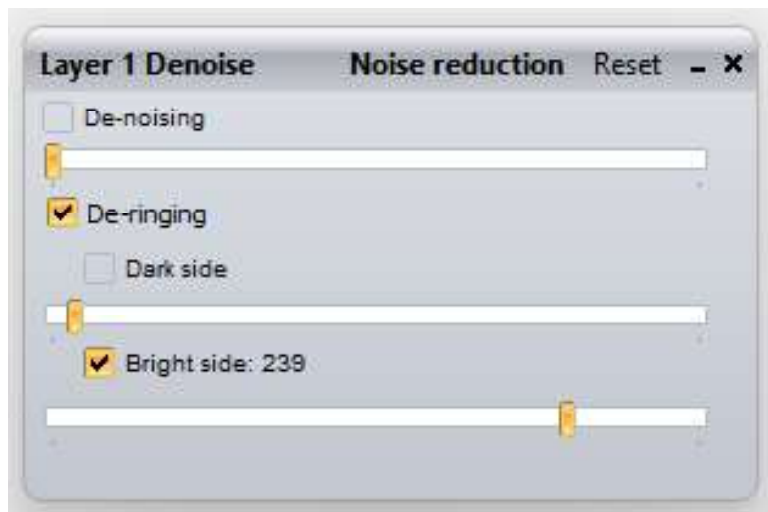 Layer 1 Denoise Noise reduction Reset
De-noising
De-ringing
Dark side
Bright side: 239